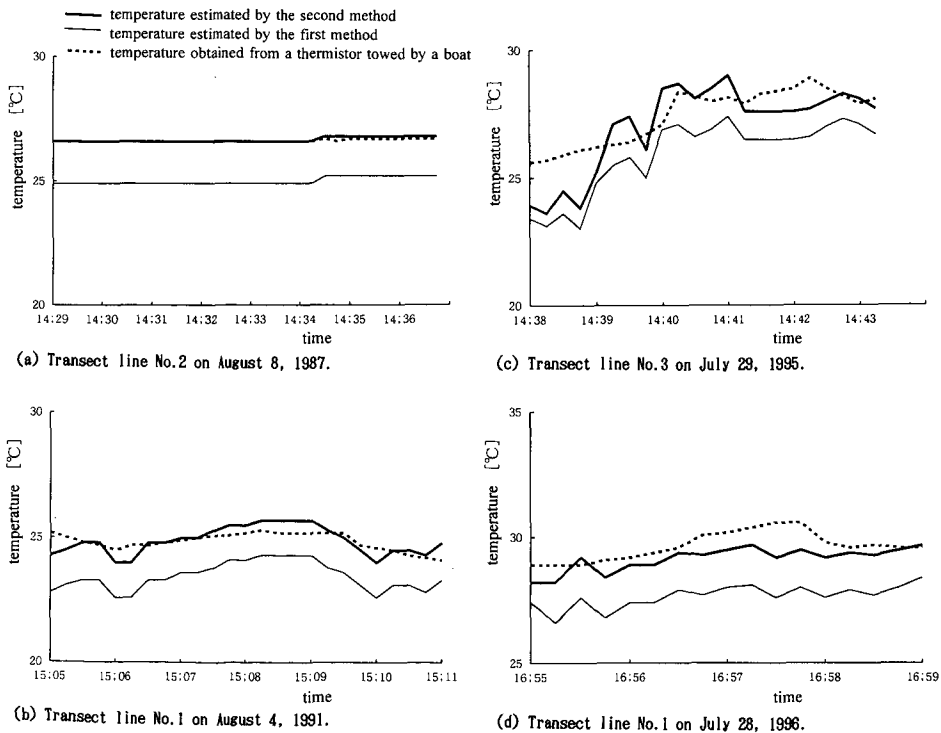 temperature estimated by the second method
temperature estimated by the first method
temperature obtained from a thermistor towed by a boat
30
25
20
temperature [℃]
14:29 14:30 14:31 14:32 14:33 14:34 14:35 14:36
time
(a) Transect line No.2 on August 8, 1987.
30
25
20
temperature [℃]
14:38 14:39 14:40 14:41 14:42 14:43
time
(c) Transect line No.3 on July 29, 1995.
30
25
20
temperature [℃]
15:05 15:06 15:07 15:08 15:09 15:10 15:11
time
(b) Transect line No.1 on August 4, 1991.
35
30
25
temperature [℃]
16:55 16:56 16:57 16:58 16:59
time
(d) Transect line No.1 on July 28, 1996.